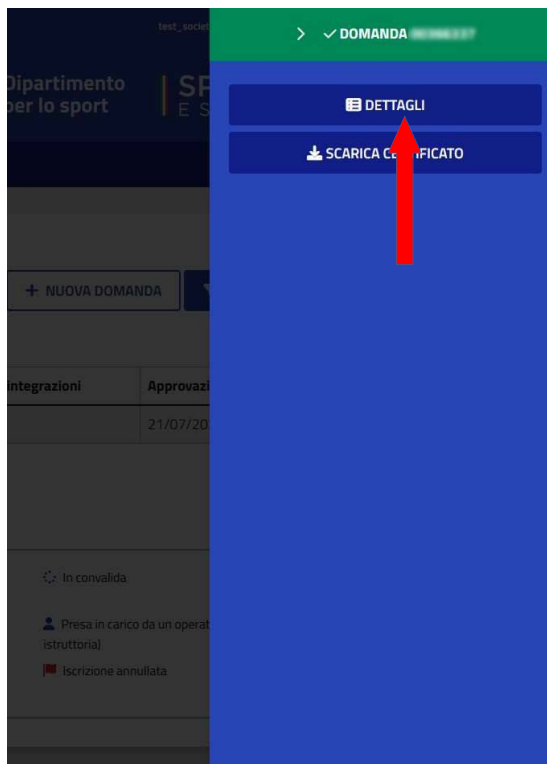 test_societ
DOMANDA
Dipartimento
per lo sport
SP
E S
DETTAGLI
SCARICA CERTIFICATO
+ NUOVA DOMANDA
integrazioni Approvazi
21/07/20
In convalida
Presa in carico da un operat
istruttoria)
Iscrizione annullata